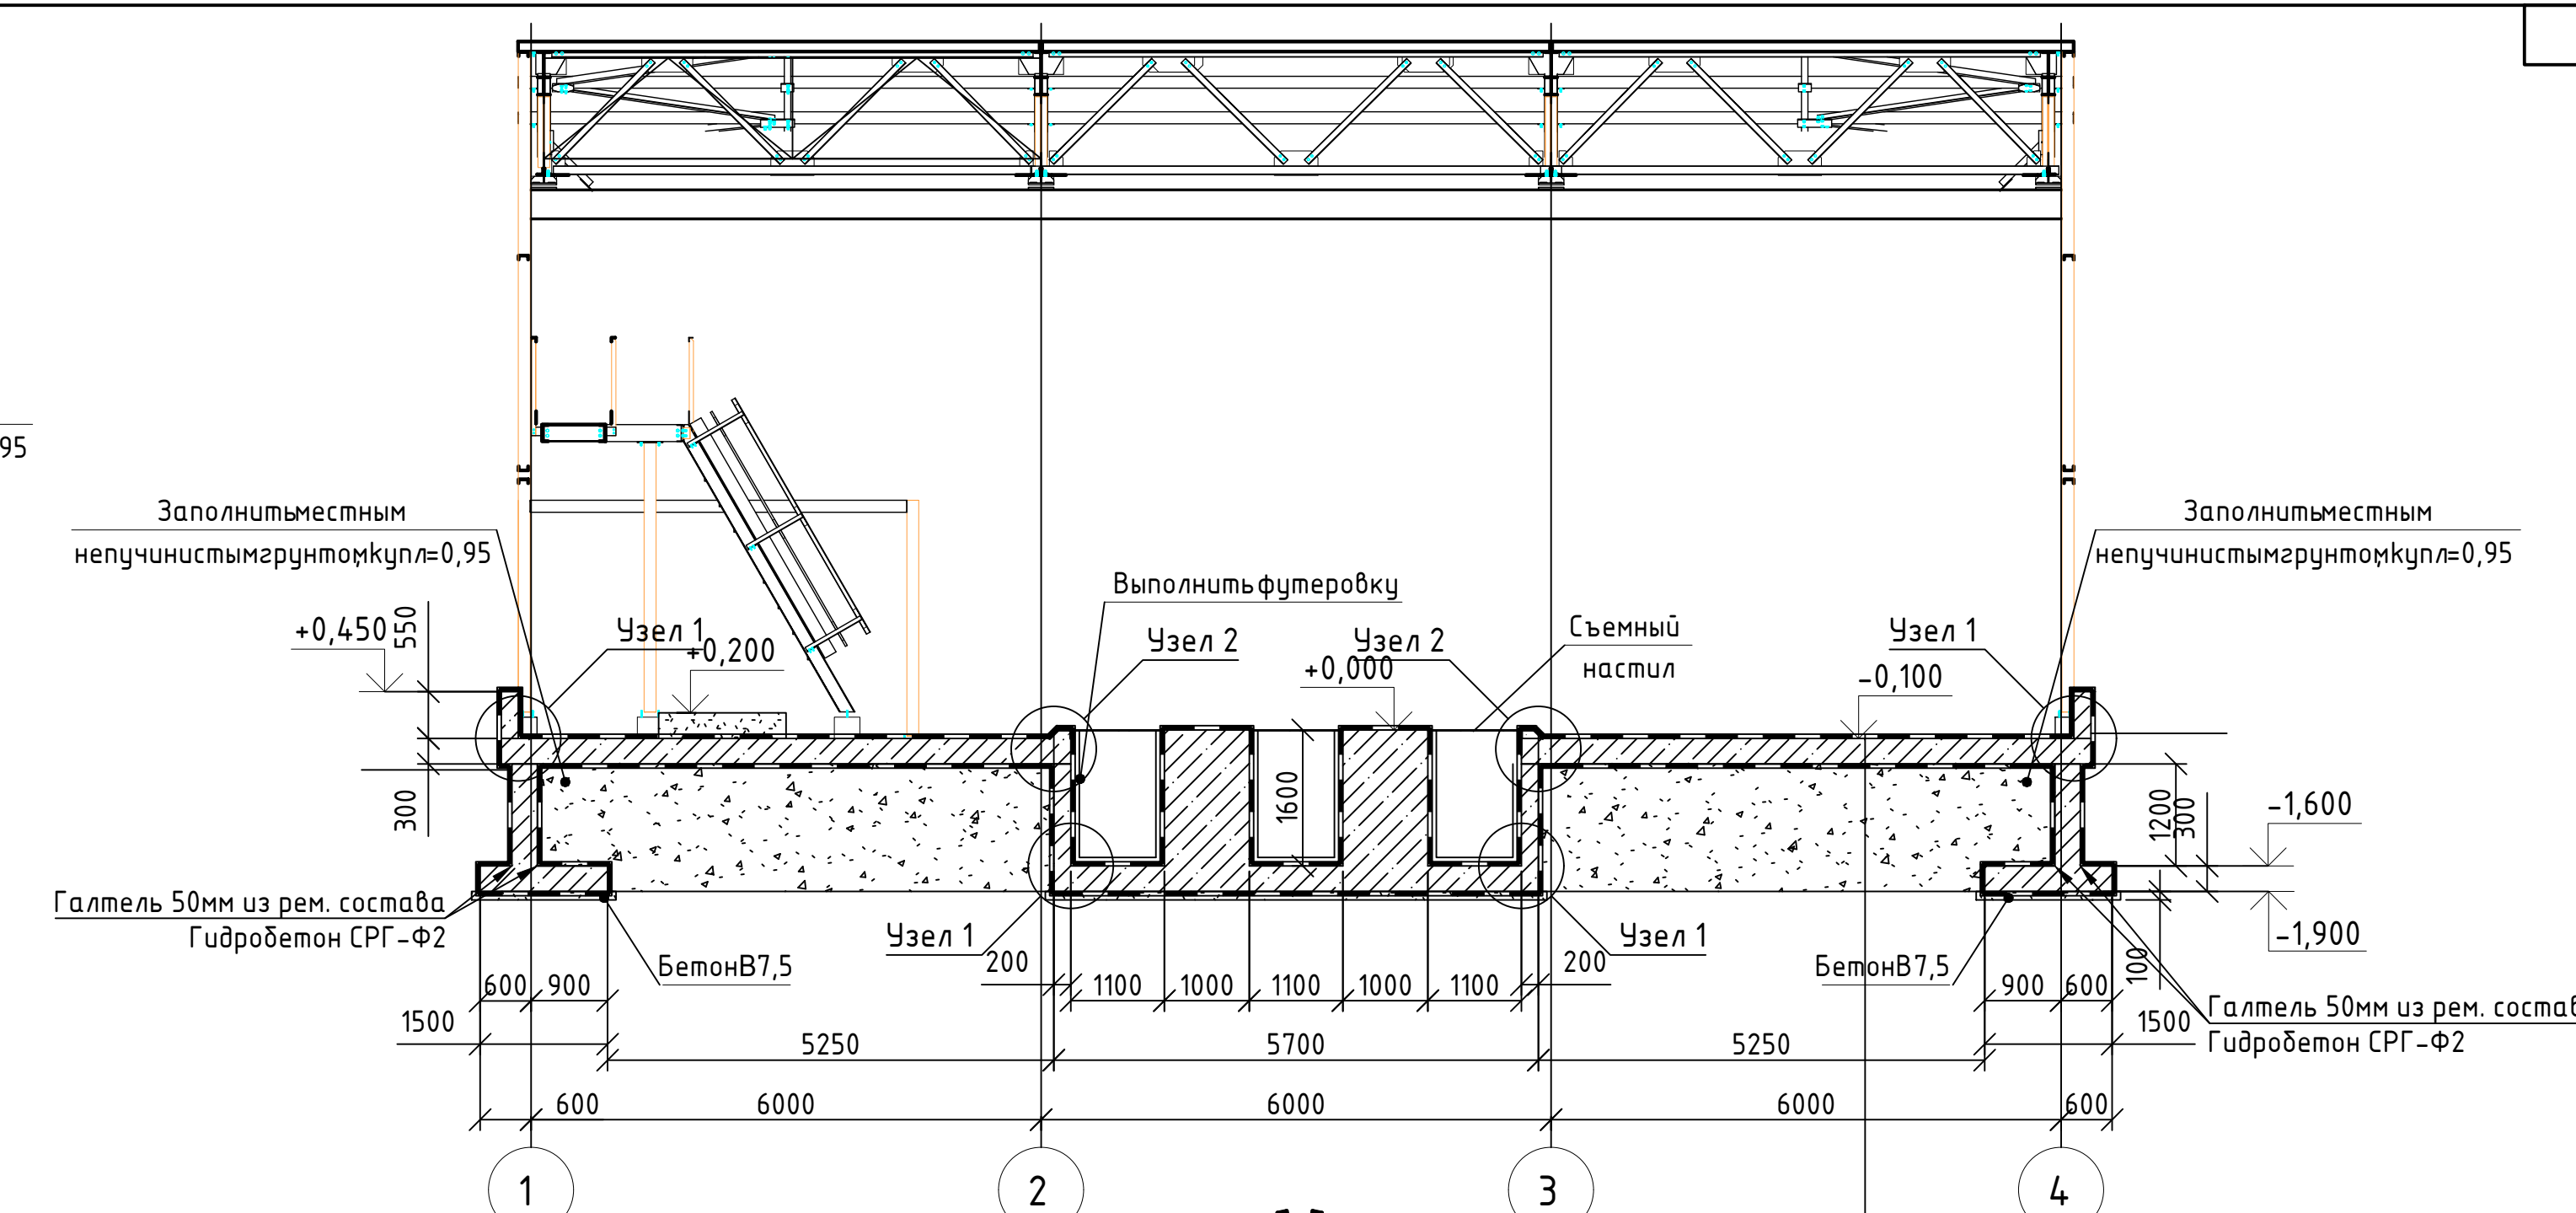 95
Заполнитьместным
непучинистымгрунтом,купл=0,95
Заполнитьместным
непучинистымгрунтом,купл=0,95
Выполнить футеровку
+0,450
550
Узел 1
+0,200
Узел 2
Узел 2
+0,000
Съемный
настил
Узел 1
-0,100
300
1600
1200
300
-1,600
-1,900
100
Галтель 50мм из рем. состава
Гидробетон СРГ-Ф2
Узел 1
Узел 1
БетонВ7,5
БетонВ7,5
200
200
600
900
1100
1000
1100
1000
1100
900
600
1500
1500
Галтель 50мм из рем. состав
Гидробетон СРГ-Ф2
5250
5700
5250
600
6000
6000
6000
600
1
2
3
4